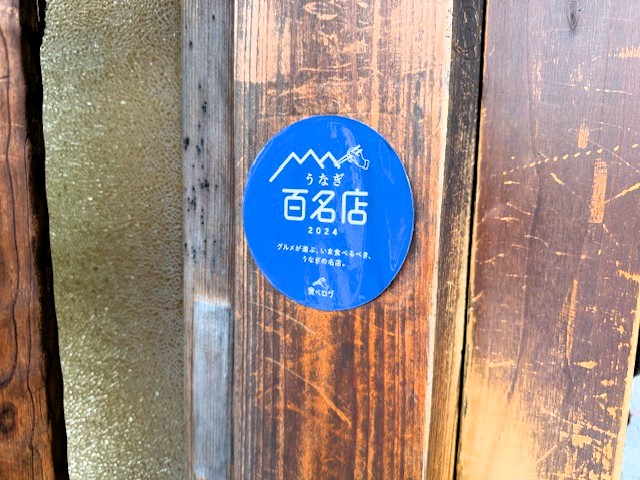 うなぎ
百名店
2024
グルメが選ぶ、いま食べるべき、
うなぎの名店。
食べログ